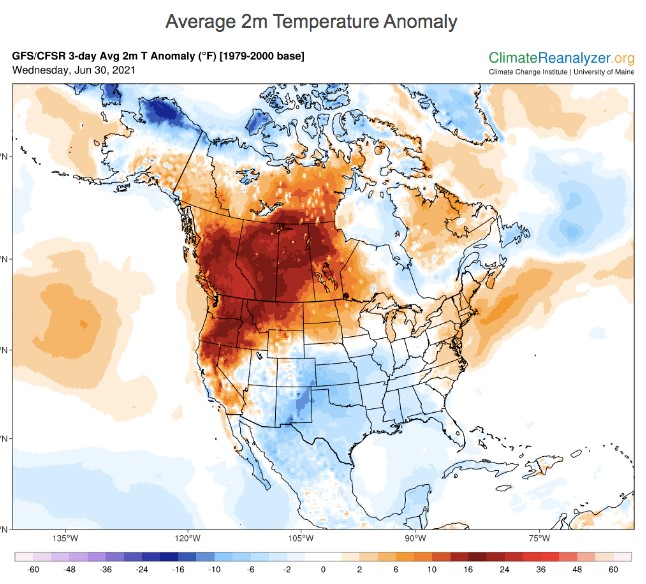 Average 2m Temperature Anomaly
GFS/CFSR 3-day Avg 2m T Anomaly (°F) [1979-2000 base]
Wednesday, Jun 30, 2021
ClimateReanalyzer.org
Climate Change Institute | University of Maine
N
N
N
N
N
135°W 120°W 105°W 90°W 75°W
-60 -48 -36 -24 -16 -10 -6 -2 0 2 6 10 16 24 36 48 60